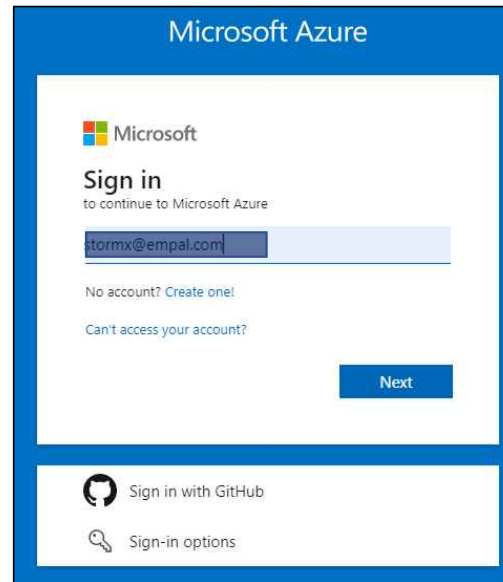 Microsoft Azure
Microsoft
Sign in
to continue to Microsoft Azure
stormx@empal.com
No account? Create one!
Can't access your account?
Next
Sign in with GitHub
Sign-in options